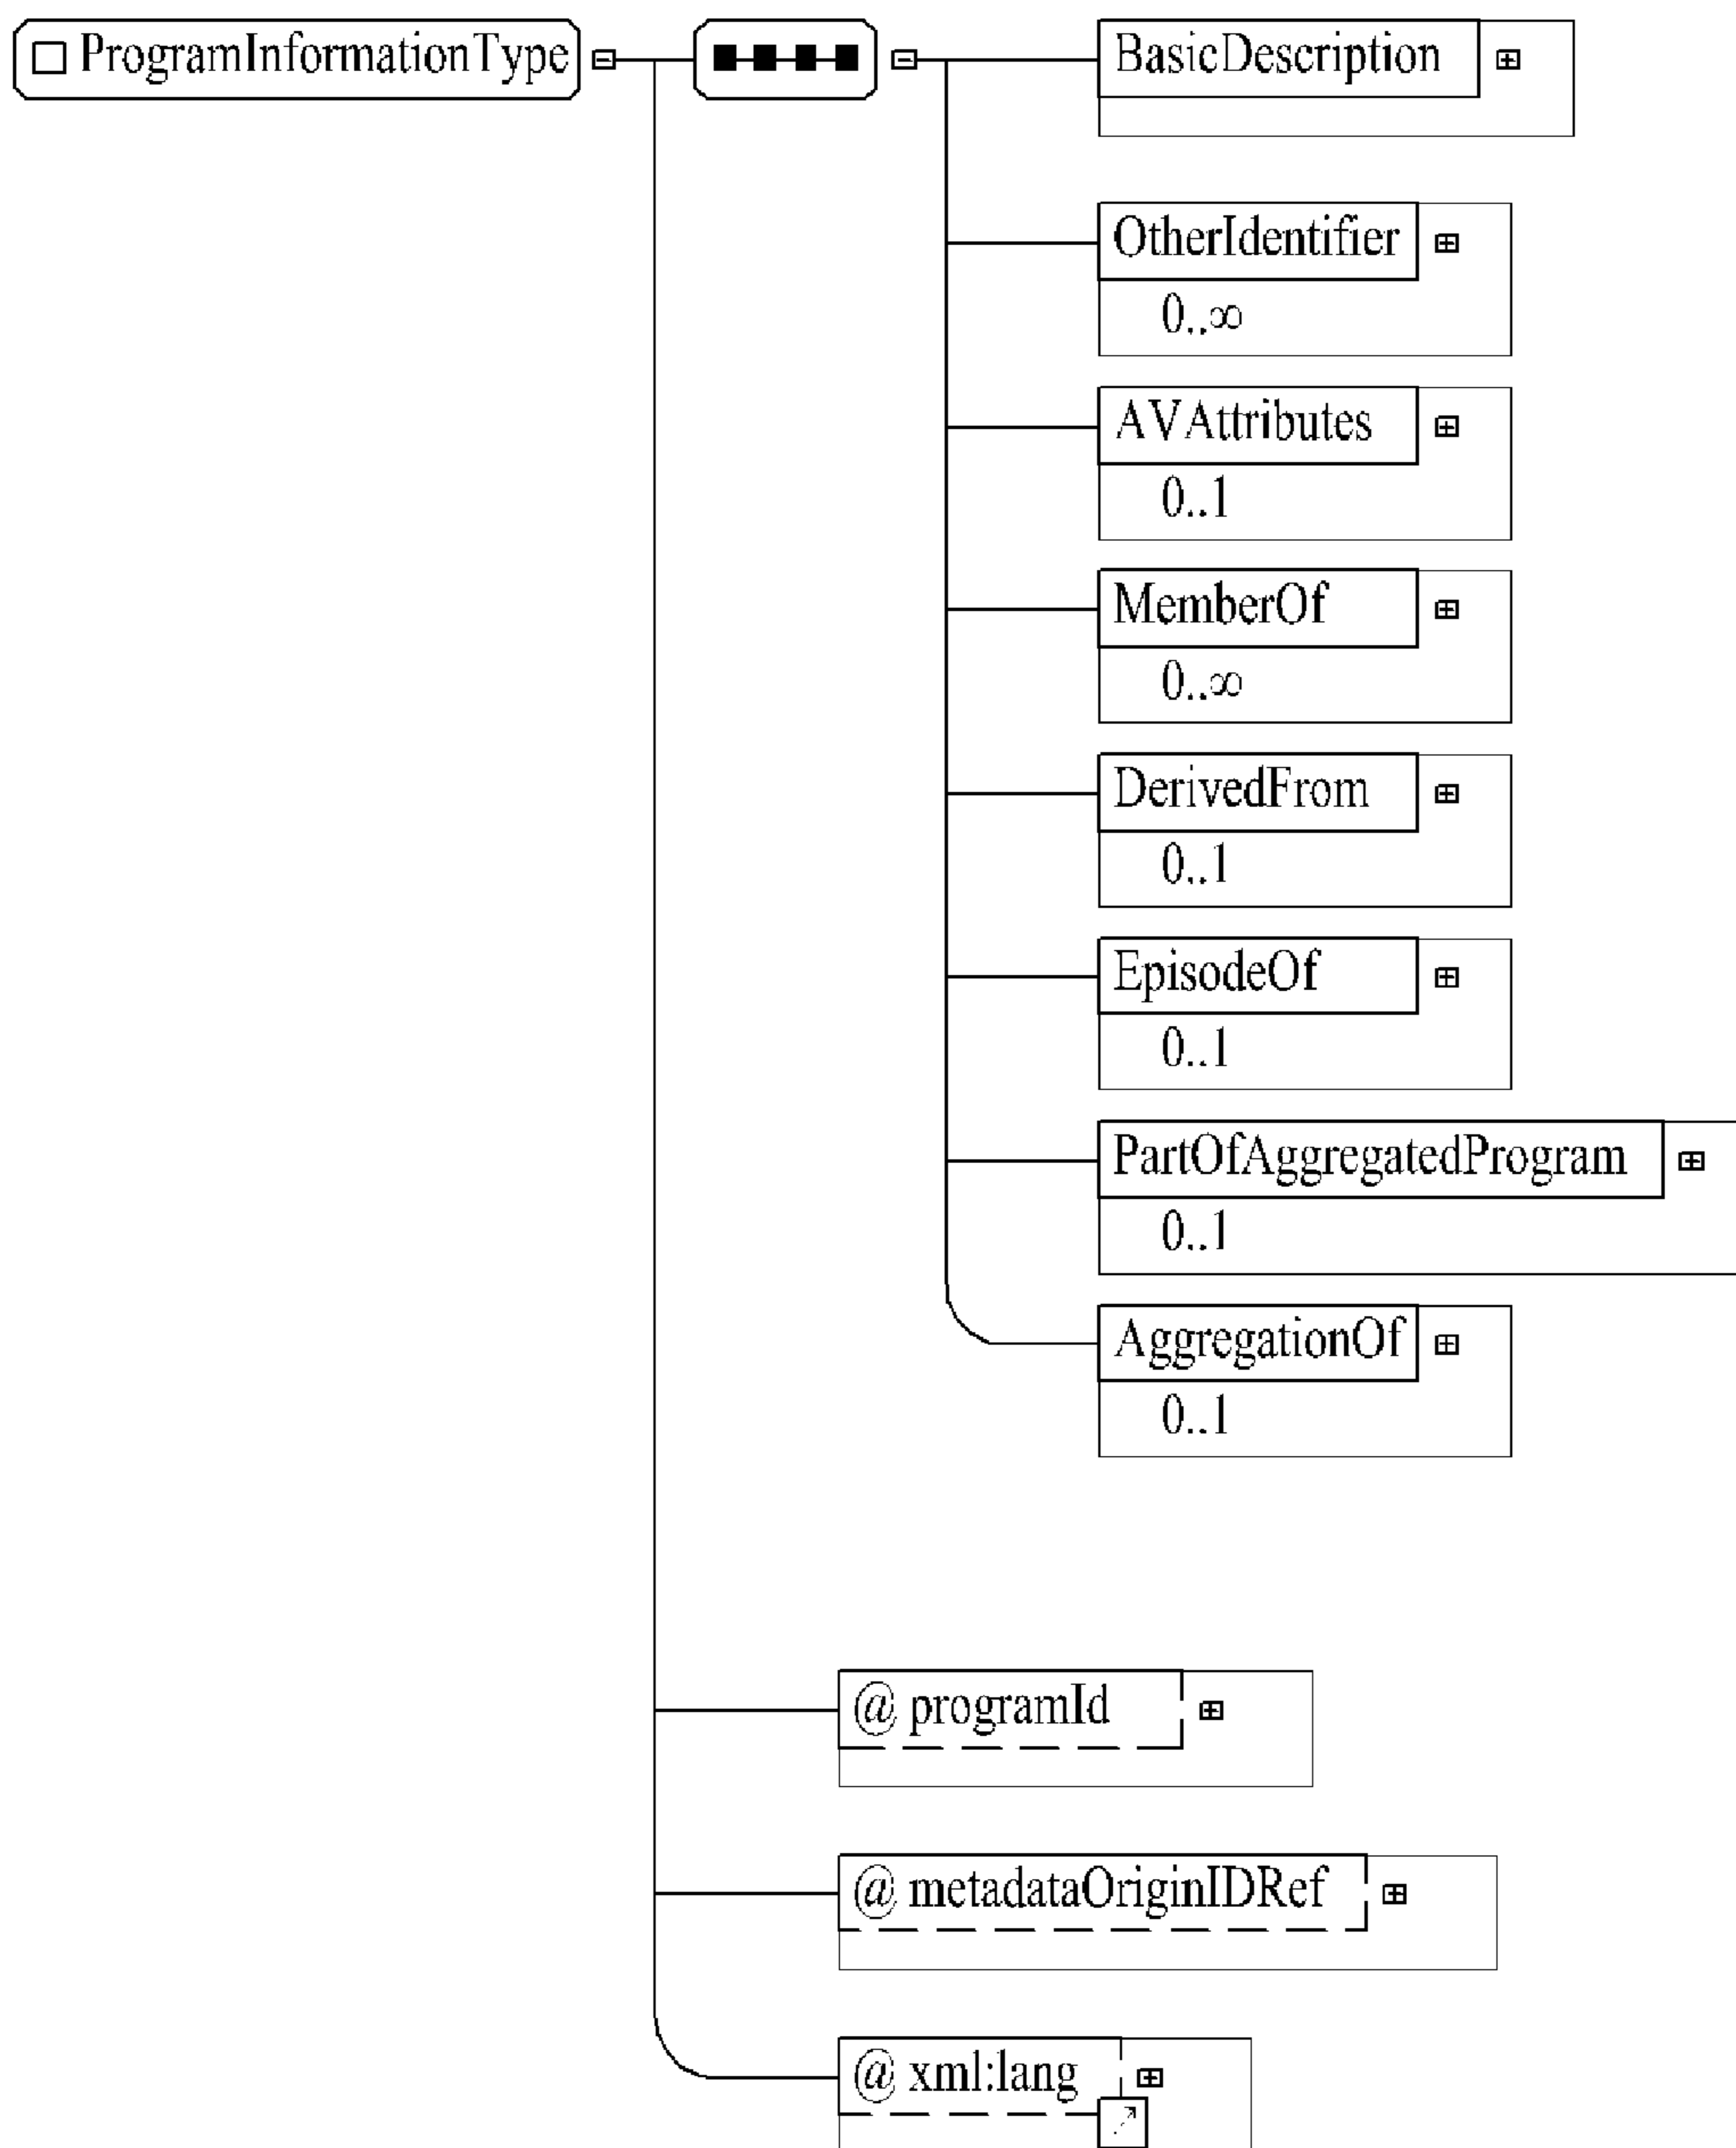 ProgramInformationType
BasicDescription
OtherIdentifier
0..∞
AVAttributes
0..1
MemberOf
0..∞
DerivedFrom
0..1
EpisodeOf
0..1
PartOfAggregatedProgram
0..1
AggregationOf
0..1
@ programId
@ metadataOriginIDRef
@ xml:lang